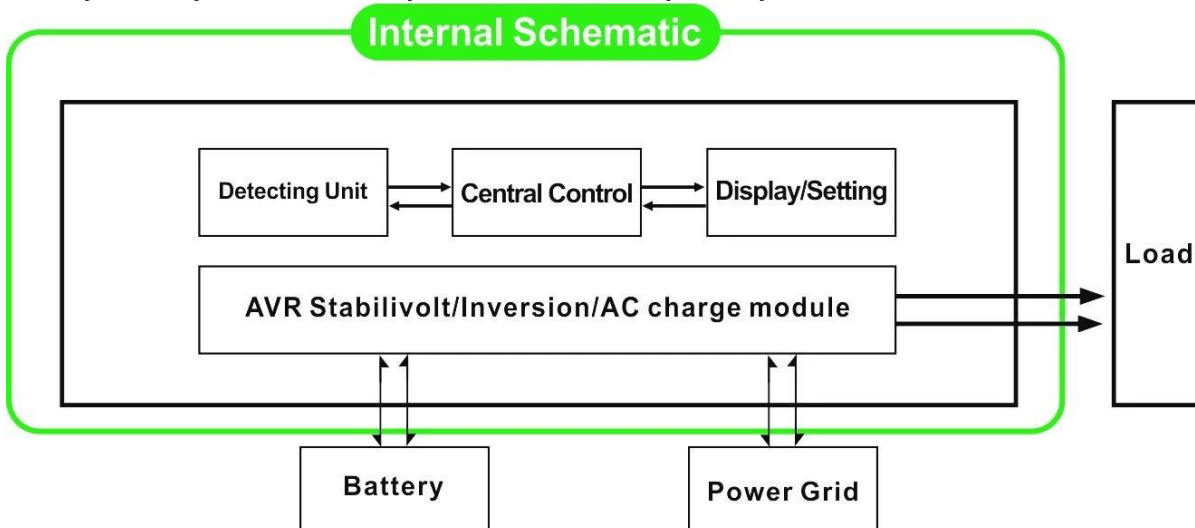 Internal Schematic
Detecting Unit
Central Control
Display/Setting
AVR Stabilivolt/Inversion/AC charge module
Load
Battery
Power Grid